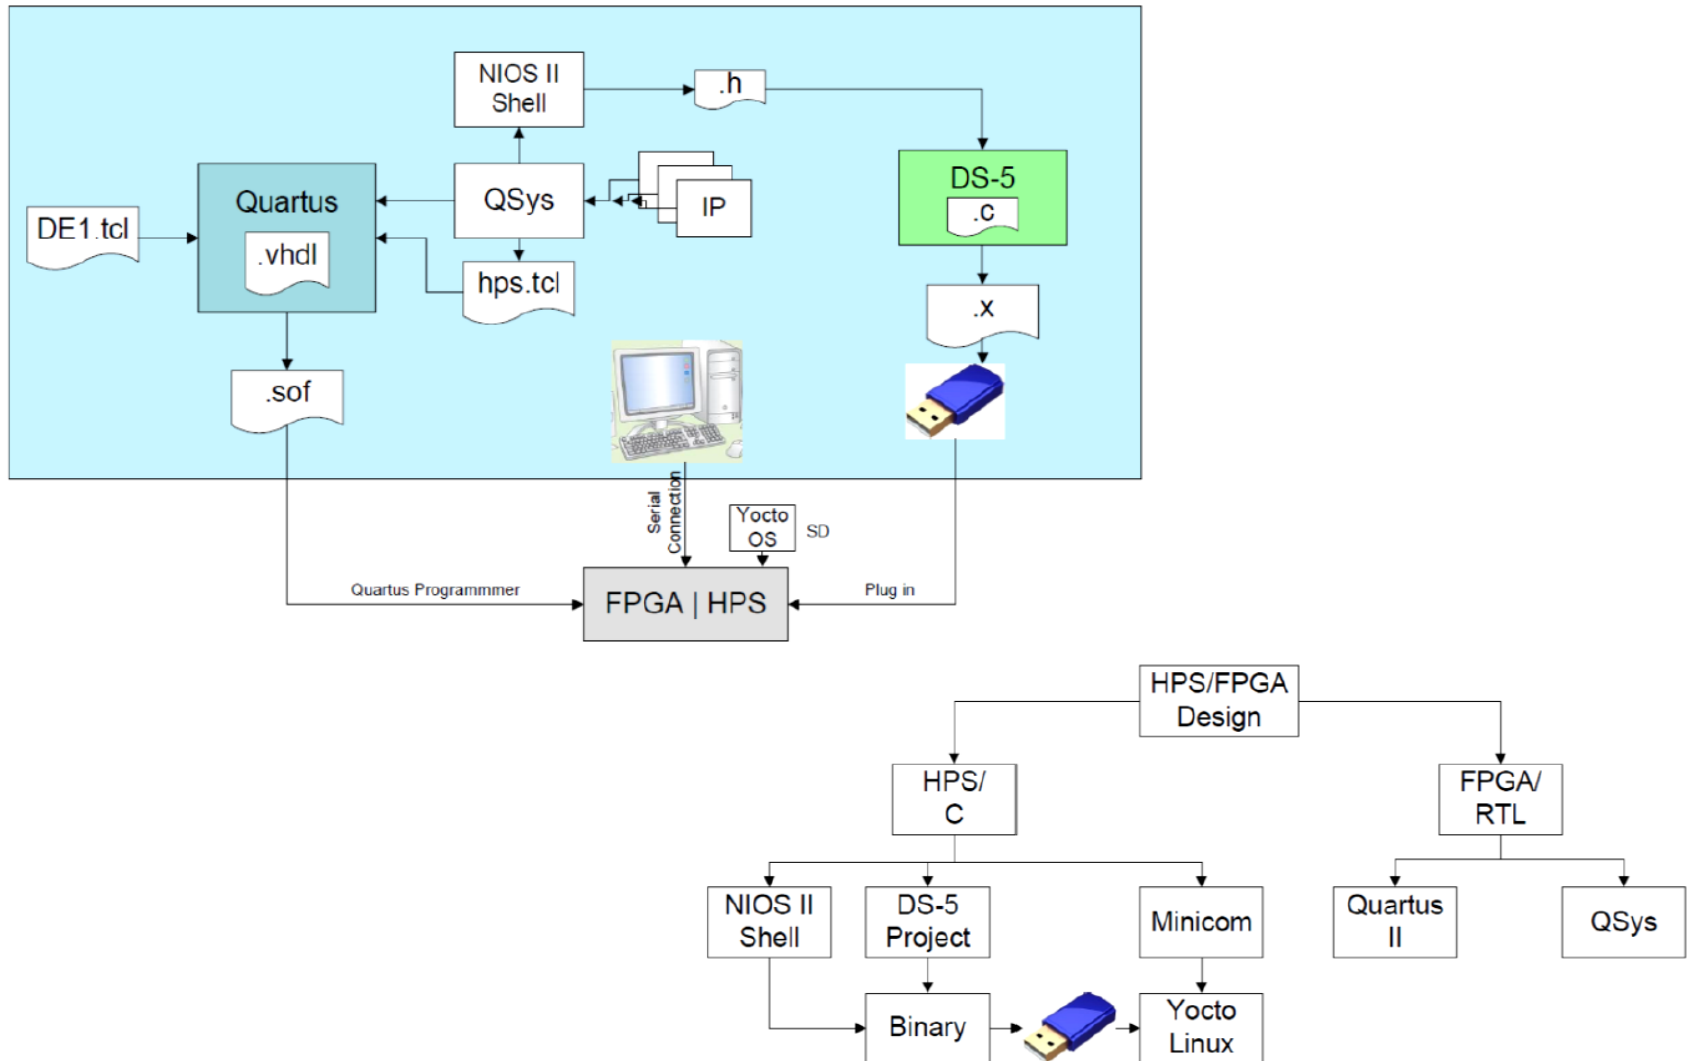 NIOS II
Shell
.h
QSys
IP
DS-5
.c
Quartus
.vhdl
DE1.tcl
hps.tcl
.x
.sof
Serial
Connection
Yocto
OS
SD
Quartus Programmmer
FPGA | HPS
Plug in
HPS/FPGA
Design
HPS/
C
FPGA/
RTL
NIOS II
Shell
DS-5
Project
Minicom
Quartus
II
QSys
Binary
Yocto
Linux